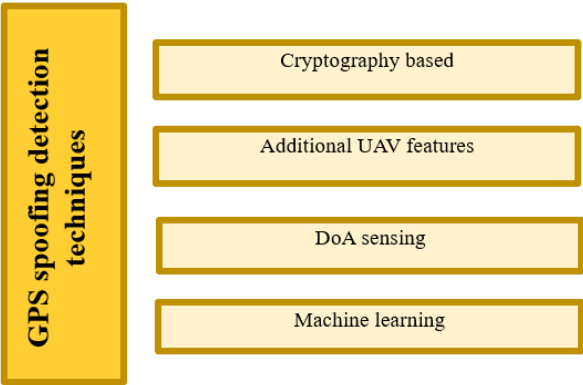 GPS spoofing detection
techniques
Cryptography based
Additional UAV features
DoA sensing
Machine learning